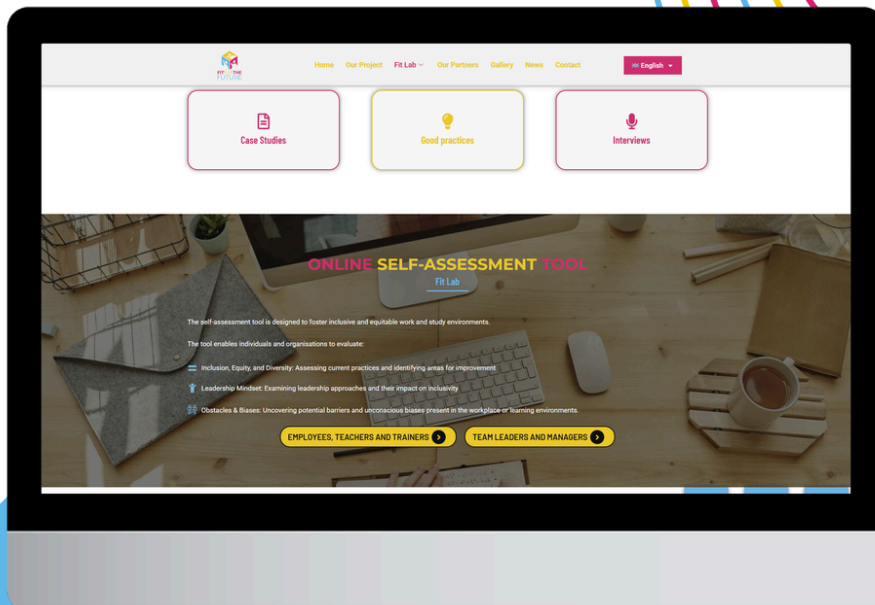 FIT FOR THE
FUTURE
Home Our Project Fit Lab Our Partners Gallery News Contact
English
Case Studies
Good practices
Interviews
ONLINE SELF-ASSESSMENT TOOL
Fit Lab
The self-assessment tool is designed to foster inclusive and equitable work and study environments.
The tool enables individuals and organisations to evaluate:
Inclusion, Equity, and Diversity: Assessing current practices and identifying areas for improvement
Leadership Mindset: Examining leadership approaches and their impact on inclusivity
Obstacles & Biases: Uncovering potential barriers and unconscious biases present in the workplace or learning environments.
EMPLOYEES, TEACHERS AND TRAINERS
TEAM LEADERS AND MANAGERS